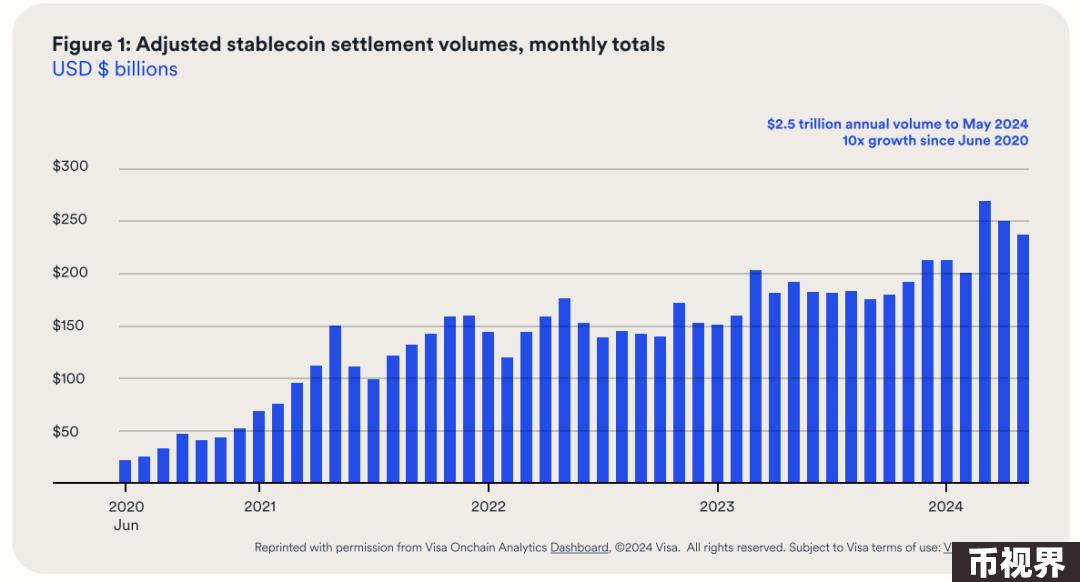 Figure 1: Adjusted stablecoin settlement volumes, monthly totals
USD $ billions
$2.5 trillion annual volume to May 2024
10x growth since June 2020
$300
$250
$200
$150
$100
$50
2020 2021 2022 2023 2024
Jun
Reprinted with permission from Visa Onchain Analytics Dashboard, ©2024 Visa. All rights reserved. Subject to Visa terms of use:
币视界